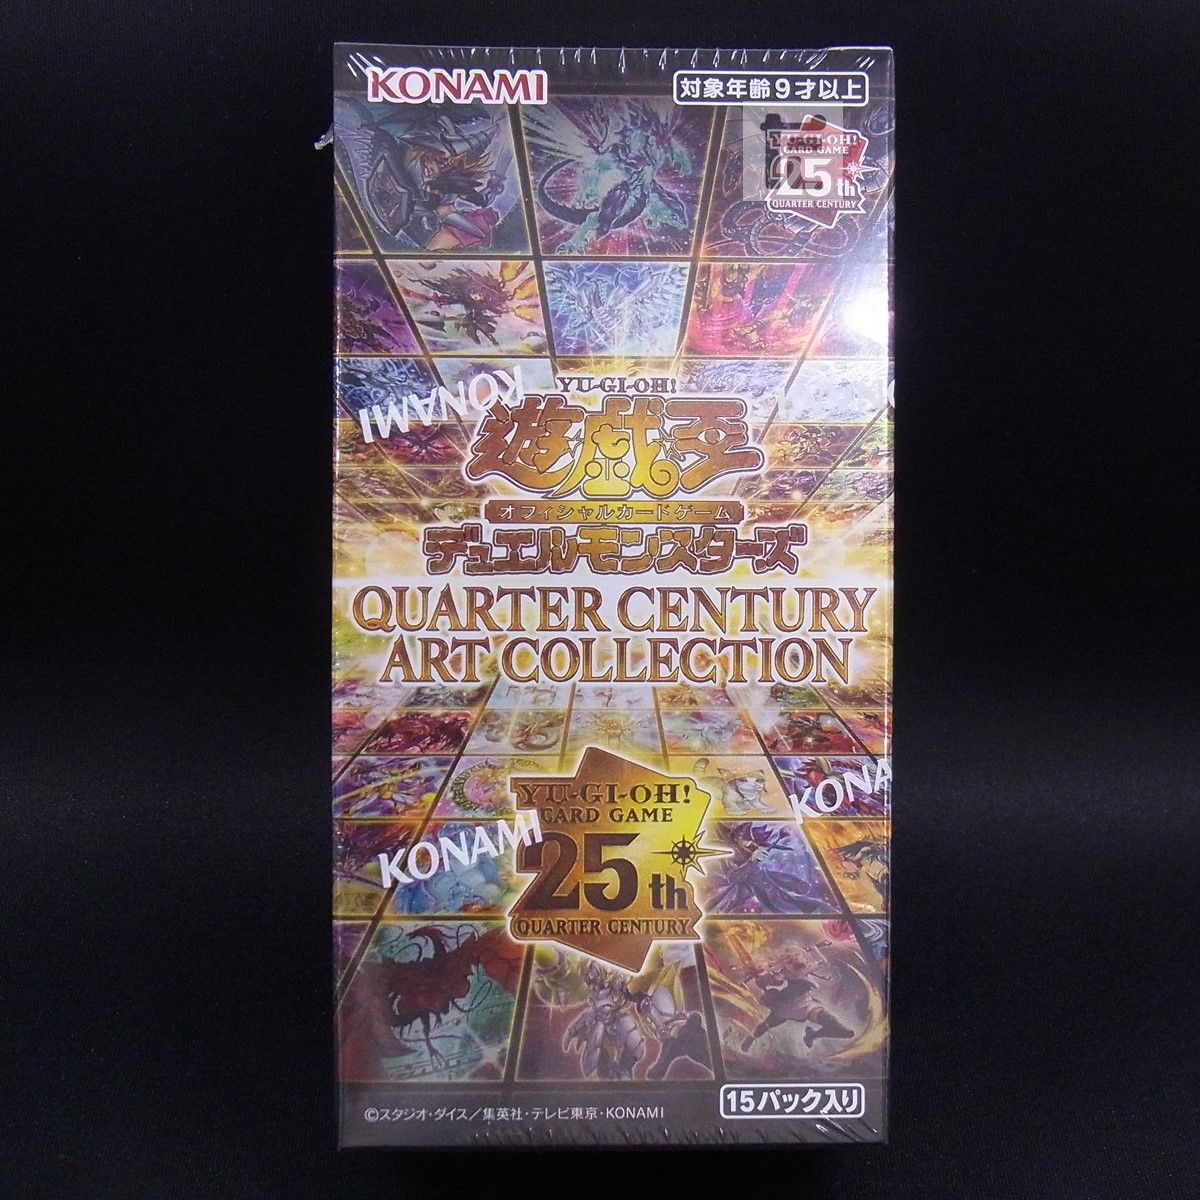 KONAMI
対象年齢9才以上
YU-GI-OH!
CARD GAME
25th
QUARTER CENTURY
KONAMI
YU-GI-OH!
遊戯王
オフィシャルカードゲーム
デュエルモンスターズ
QUARTER CENTURY
ART COLLECTION
YU-GI-OH!
CARD GAME
25th
QUARTER CENTURY
KONA
KONAMI
©スタジオ・ダイス/集英社・テレビ東京・KONAMI
15パック入り